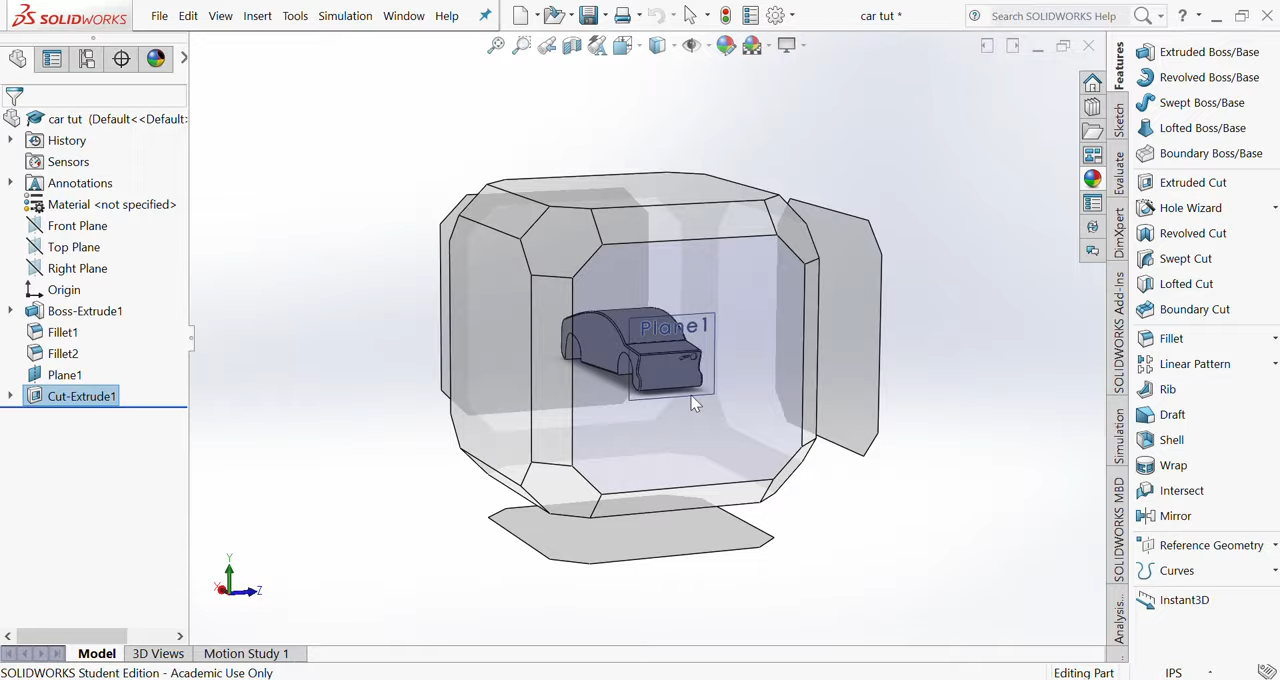 SOLIDWORKS
File Edit View Insert Tools Simulation Window Help
car tut *
Search SOLIDWORKS Help
?
car tut (Default<<Default:
History
Sensors
Annotations
Material <not specified>
Front Plane
Top Plane
Right Plane
Origin
Boss-Extrude1
Fillet1
Fillet2
Plane1
Cut-Extrude1
Plane1
Y
X
Z
Features
Sketch
Evaluate
DimXpert
SOLIDWORKS Add-Ins
Simulation
SOLIDWORKS MBD
Analysis...
Extruded Boss/Base
Revolved Boss/Base
Swept Boss/Base
Lofted Boss/Base
Boundary Boss/Base
Extruded Cut
Hole Wizard
Revolved Cut
Swept Cut
Lofted Cut
Boundary Cut
Fillet
Linear Pattern
Rib
Draft
Shell
Wrap
Intersect
Mirror
Reference Geometry
Curves
Instant3D
Model 3D Views Motion Study 1
SOLIDWORKS Student Edition - Academic Use Only
Editing Part
IPS